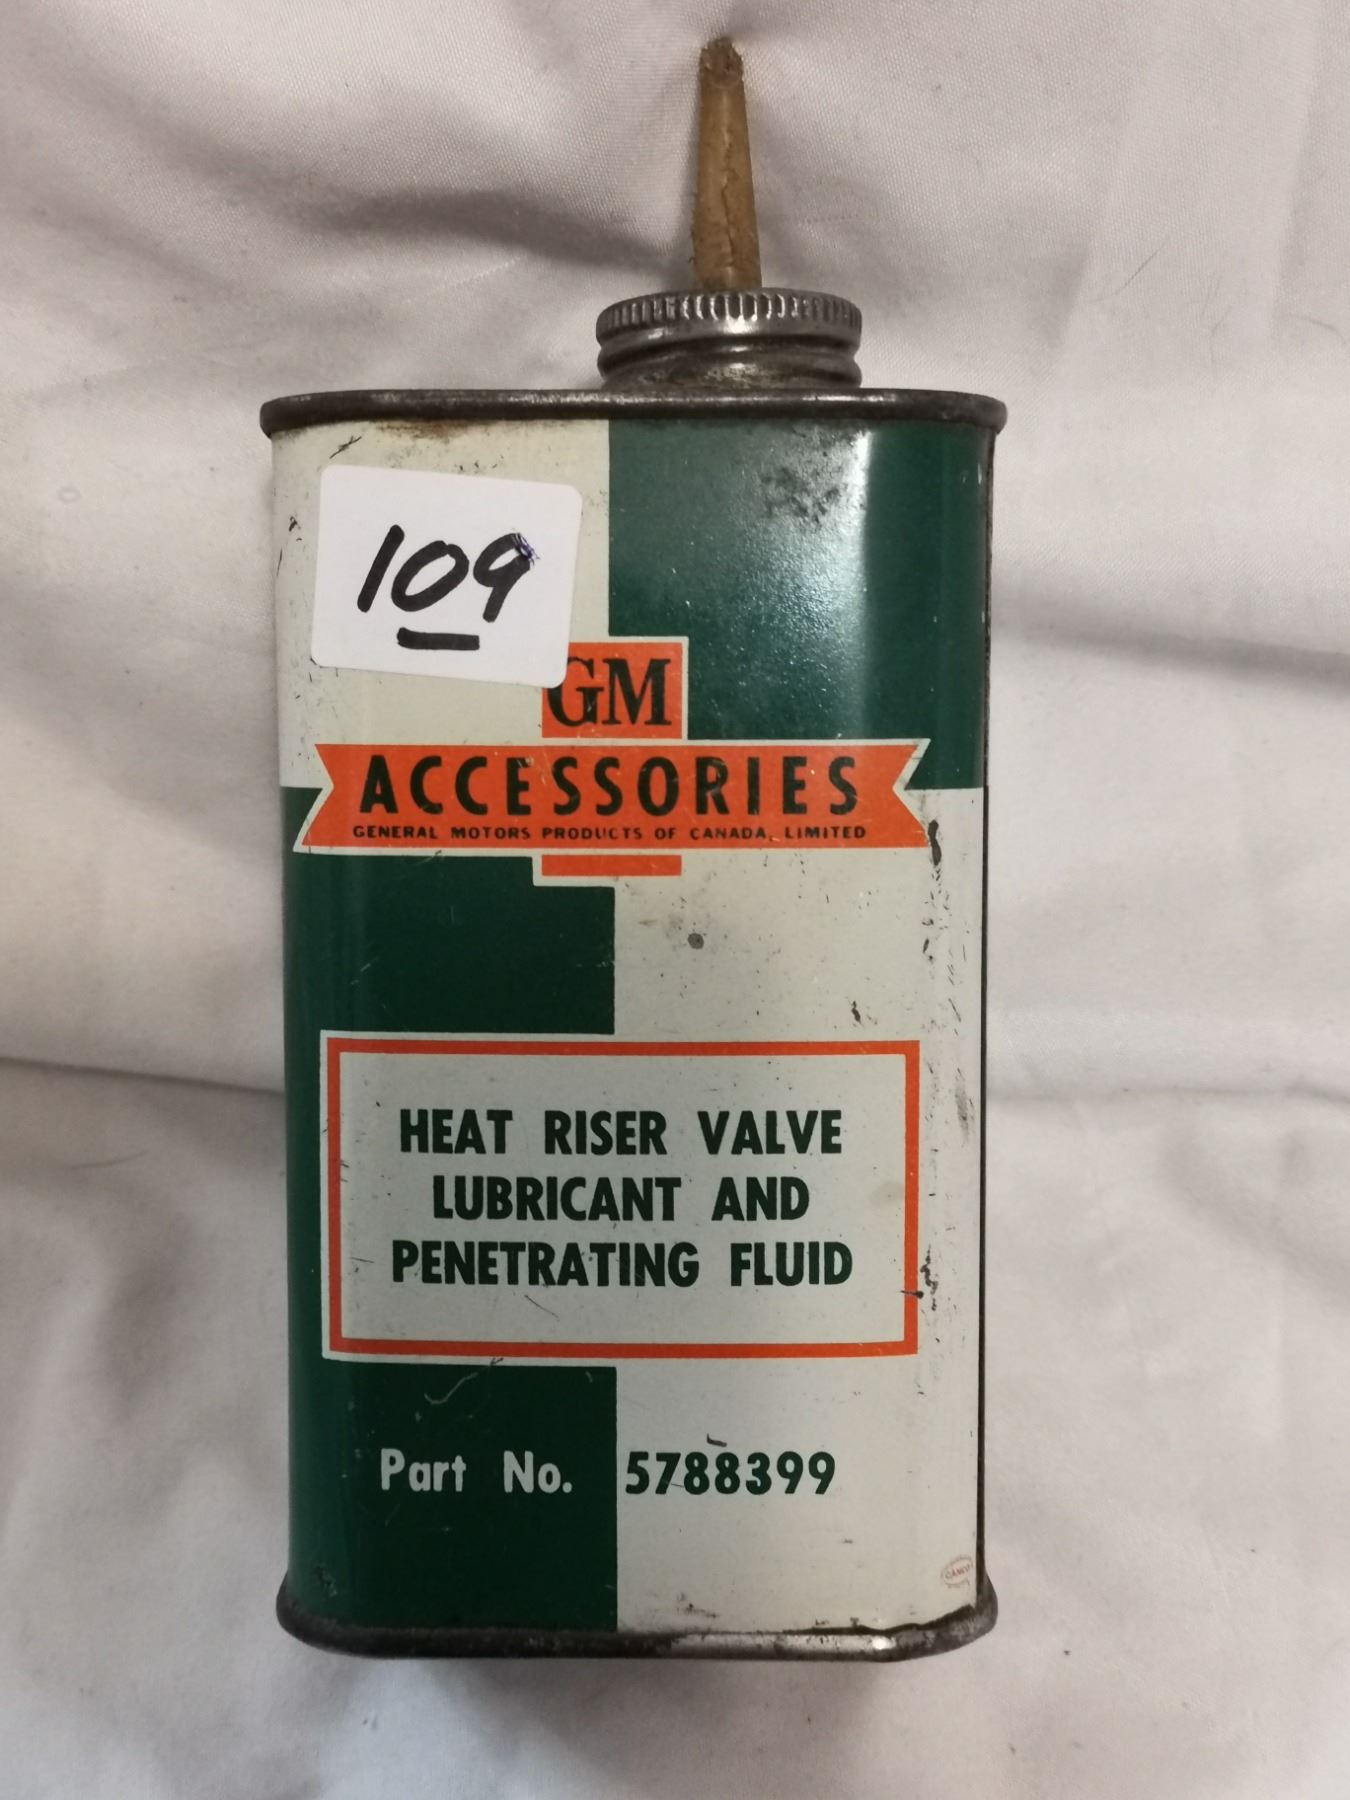 109
GM
ACCESSORIES
GENERAL MOTORS PRODUCTS OF CANADA, LIMITED
HEAT RISER VALVE
LUBRICANT AND
PENETRATING FLUID
Part No. 5788399